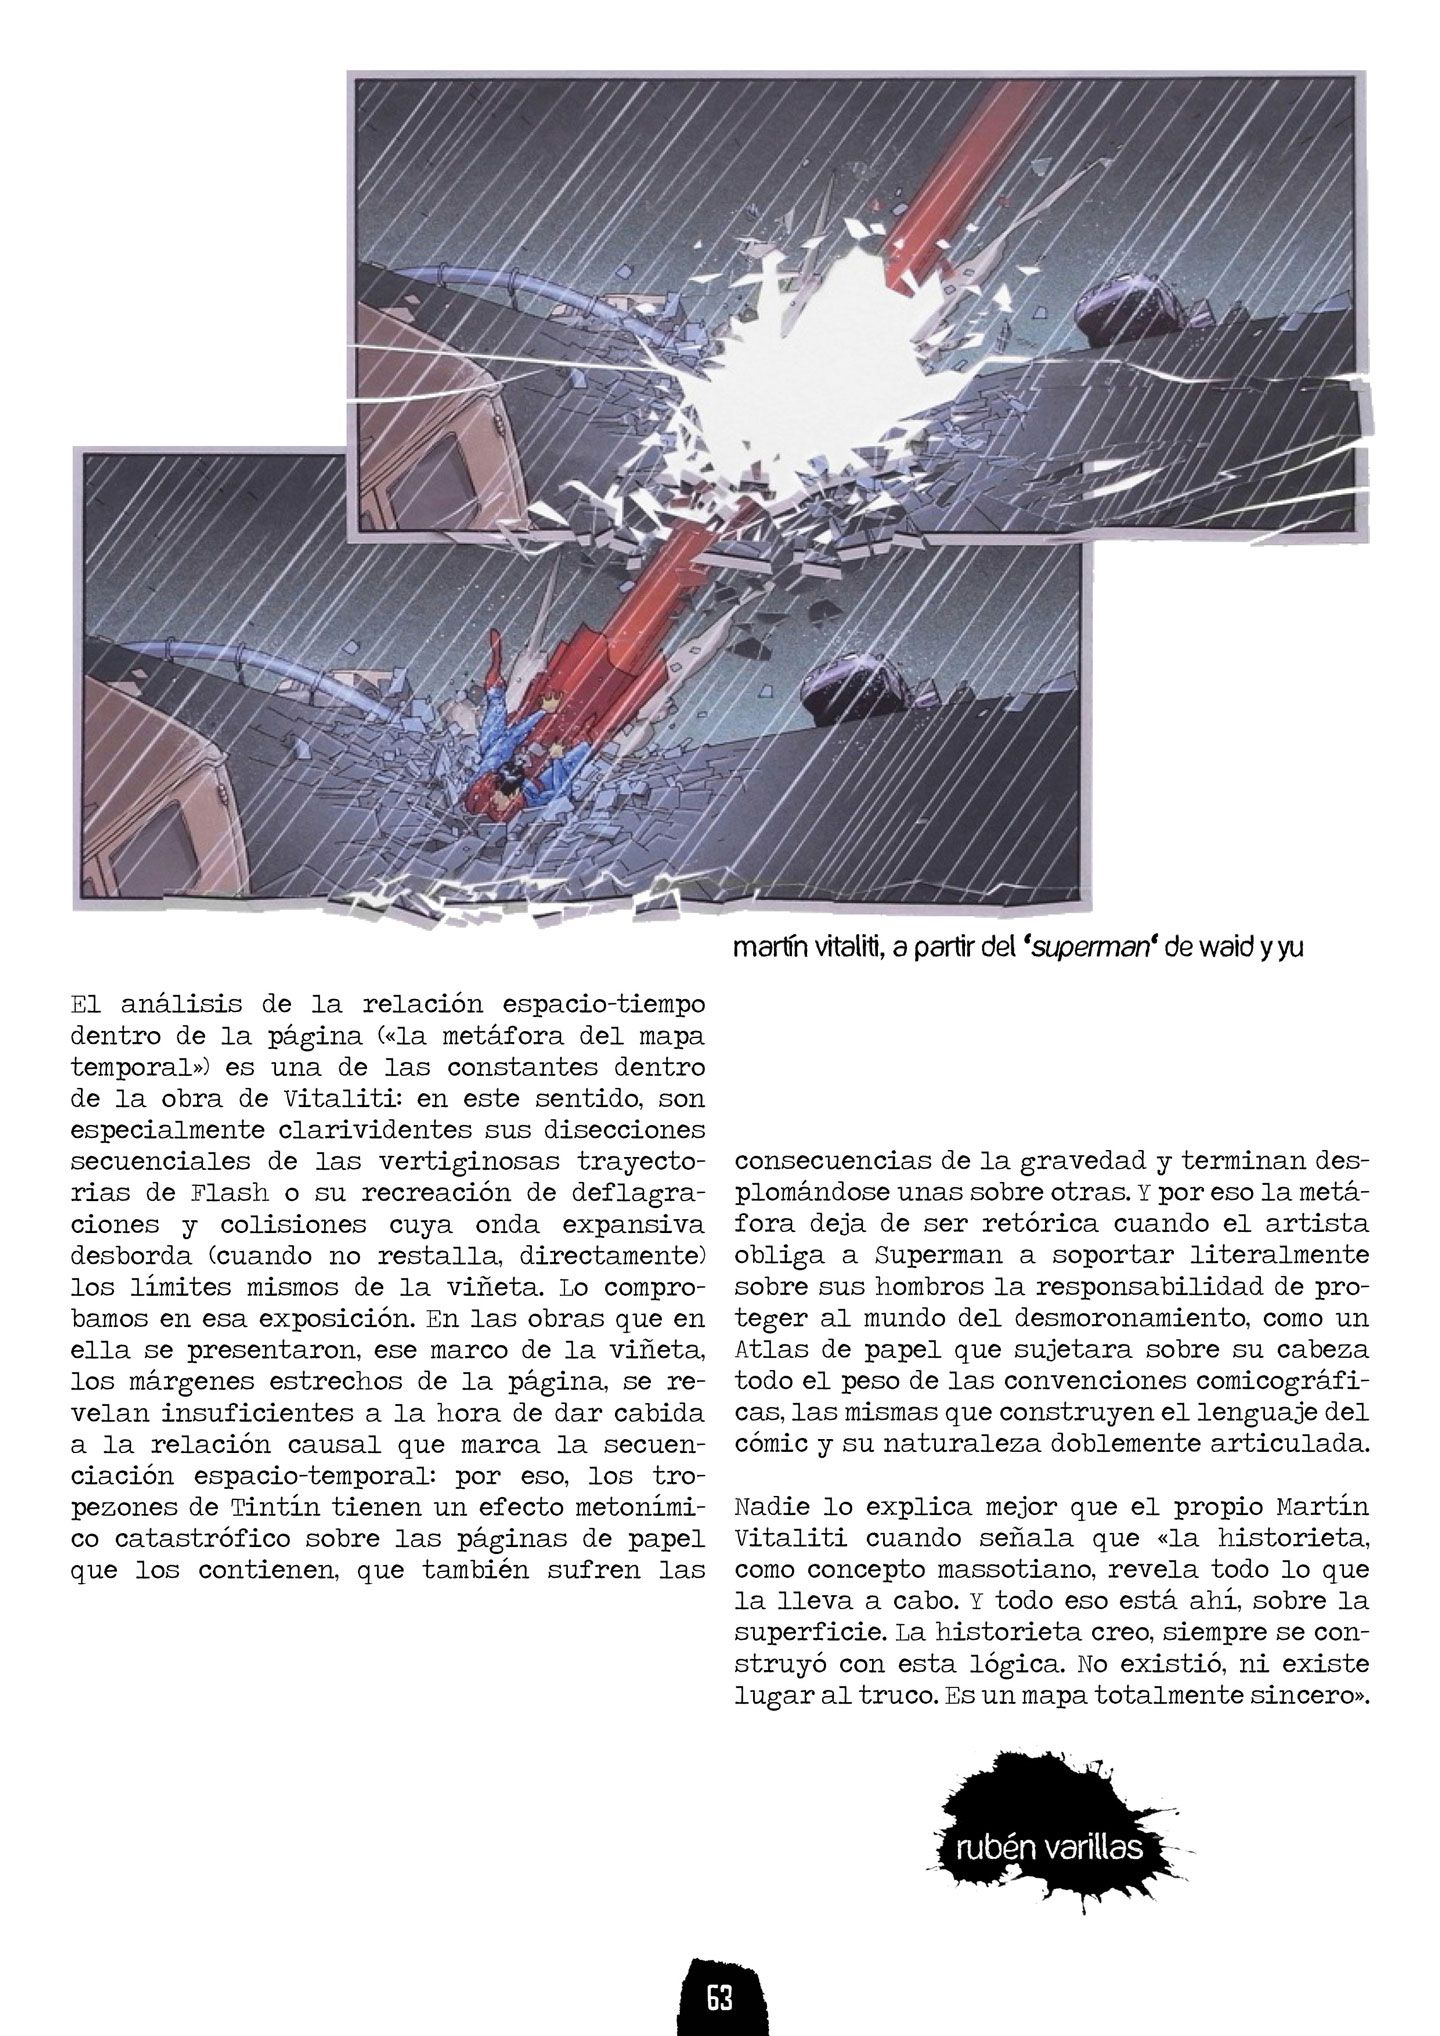 martín vitaliti, a partir del ‘superman‘ de waid y yu
El análisis de la relación espacio-tiempo
dentro de la página («la metáfora del mapa
temporal») es una de las constantes dentro
de la obra de Vitaliti: en este sentido, son
especialmente clarividentes sus disecciones
secuenciales de las vertiginosas trayecto-
rias de Flash o su recreación de deflagra-
ciones y colisiones cuya onda expansiva
desborda (cuando no restalla, directamente)
los límites mismos de la viñeta. Lo compro-
bamos en esa exposición. En las obras que en
ella se presentaron, ese marco de la viñeta,
los márgenes estrechos de la página, se re-
velan insuficientes a la hora de dar cabida
a la relación causal que marca la secuen-
ciación espacio-temporal: por eso, los tro-
pezones de Tintín tienen un efecto metoními-
co catastrófico sobre las páginas de papel
que los contienen, que también sufren las
consecuencias de la gravedad y terminan des-
plomándose unas sobre otras. Y por eso la metá-
fora deja de ser retórica cuando el artista
obliga a Superman a soportar literalmente
sobre sus hombros la responsabilidad de pro-
teger al mundo del desmoronamiento, como un
Atlas de papel que sujetara sobre su cabeza
todo el peso de las convenciones comicográfi-
cas, las mismas que construyen el lenguaje del
cómic y su naturaleza doblemente articulada.
Nadie lo explica mejor que el propio Martín
Vitaliti cuando señala que «la historieta,
como concepto massotiano, revela todo lo que
la lleva a cabo. Y todo eso está ahí, sobre la
superficie. La historieta creo, siempre se con-
struyó con esta lógica. No existió, ni existe
lugar al truco. Es un mapa totalmente sincero».
rubén varillas
63